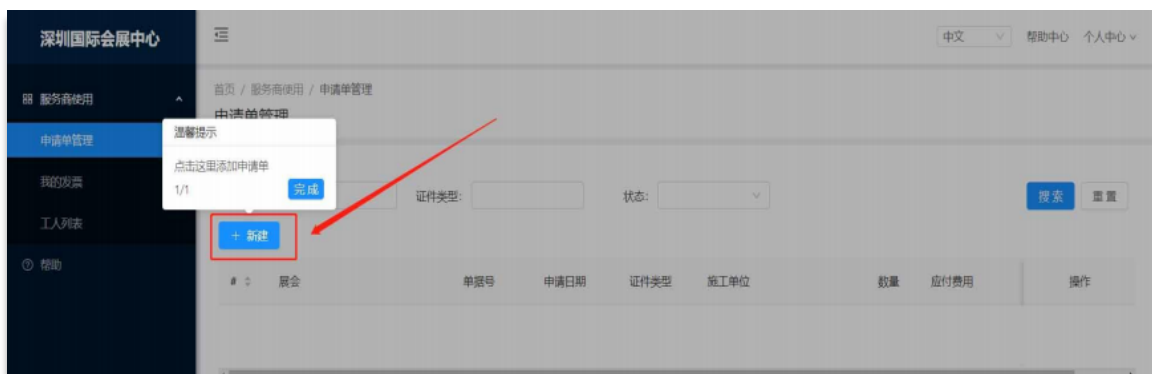 深圳国际会展中心
中文
帮助中心 个人中心
服务商使用
申请单管理
我的发票
工人列表
帮助
首页 / 服务商使用 / 申请单管理
申请单管理
温馨提示
点击这里添加申请单
1/1 完成
证件类型:
状态:
搜索 重置
+ 新建
# 展会 单据号 申请日期 证件类型 施工单位 数量 应付费用 操作